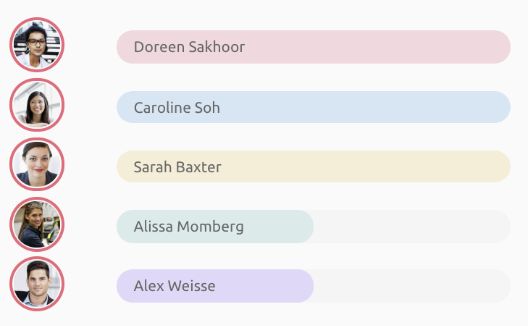 Doreen Sakhoor
Caroline Soh
Sarah Baxter
Alissa Momberg
Alex Weisse